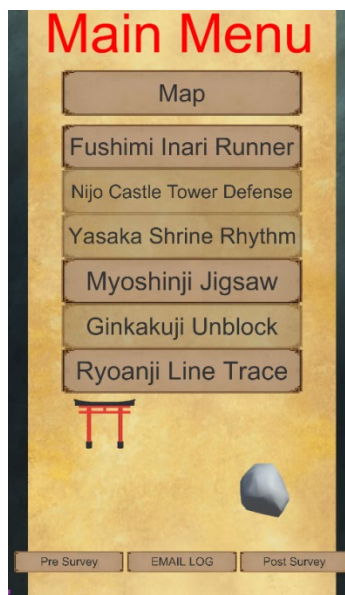 Main Menu
Map
Fushimi Inari Runner
Nijo Castle Tower Defense
Yasaka Shrine Rhythm
Myoshinji Jigsaw
Ginkakuji Unblock
Ryoanji Line Trace
Pre Survey
EMAIL LOG
Post Survey